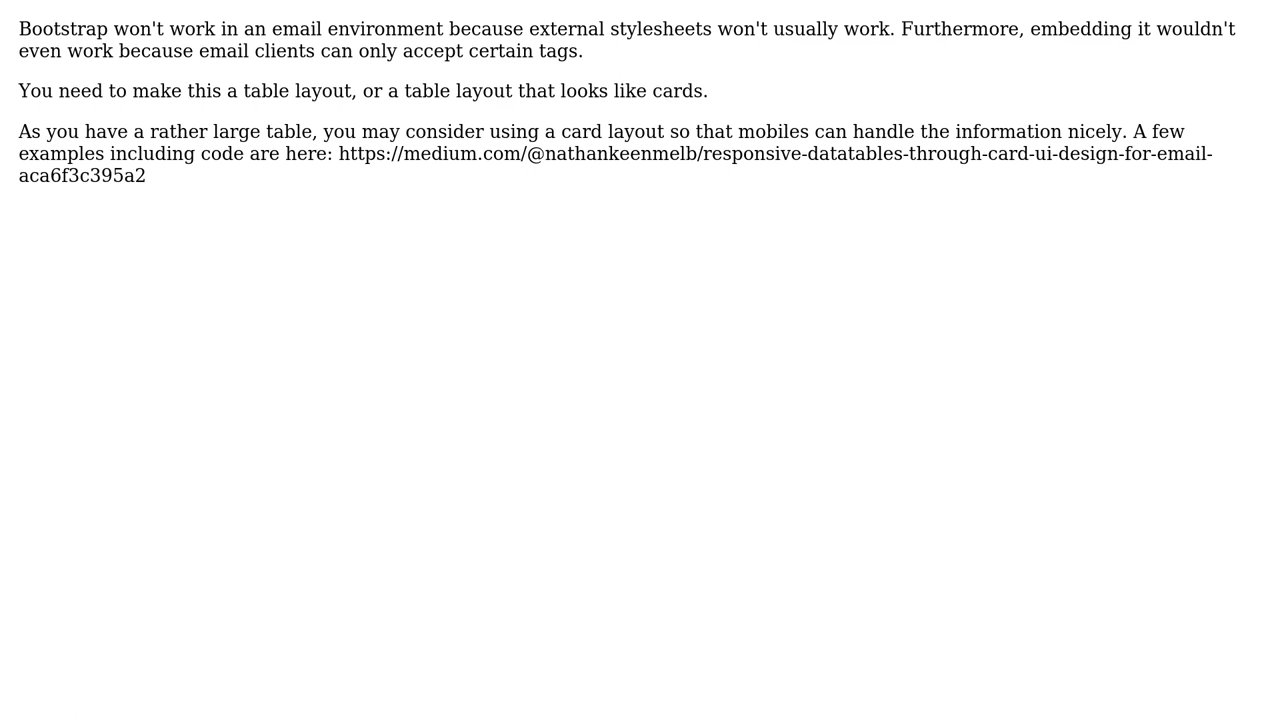 Bootstrap won't work in an email environment because external stylesheets won't usually work. Furthermore, embedding it wouldn't
even work because email clients can only accept certain tags.
You need to make this a table layout, or a table layout that looks like cards.
As you have a rather large table, you may consider using a card layout so that mobiles can handle the information nicely. A few
examples including code are here: https://medium.com/@nathankeenmelb/responsive-datatables-through-card-ui-design-for-email-
aca6f3c395a2